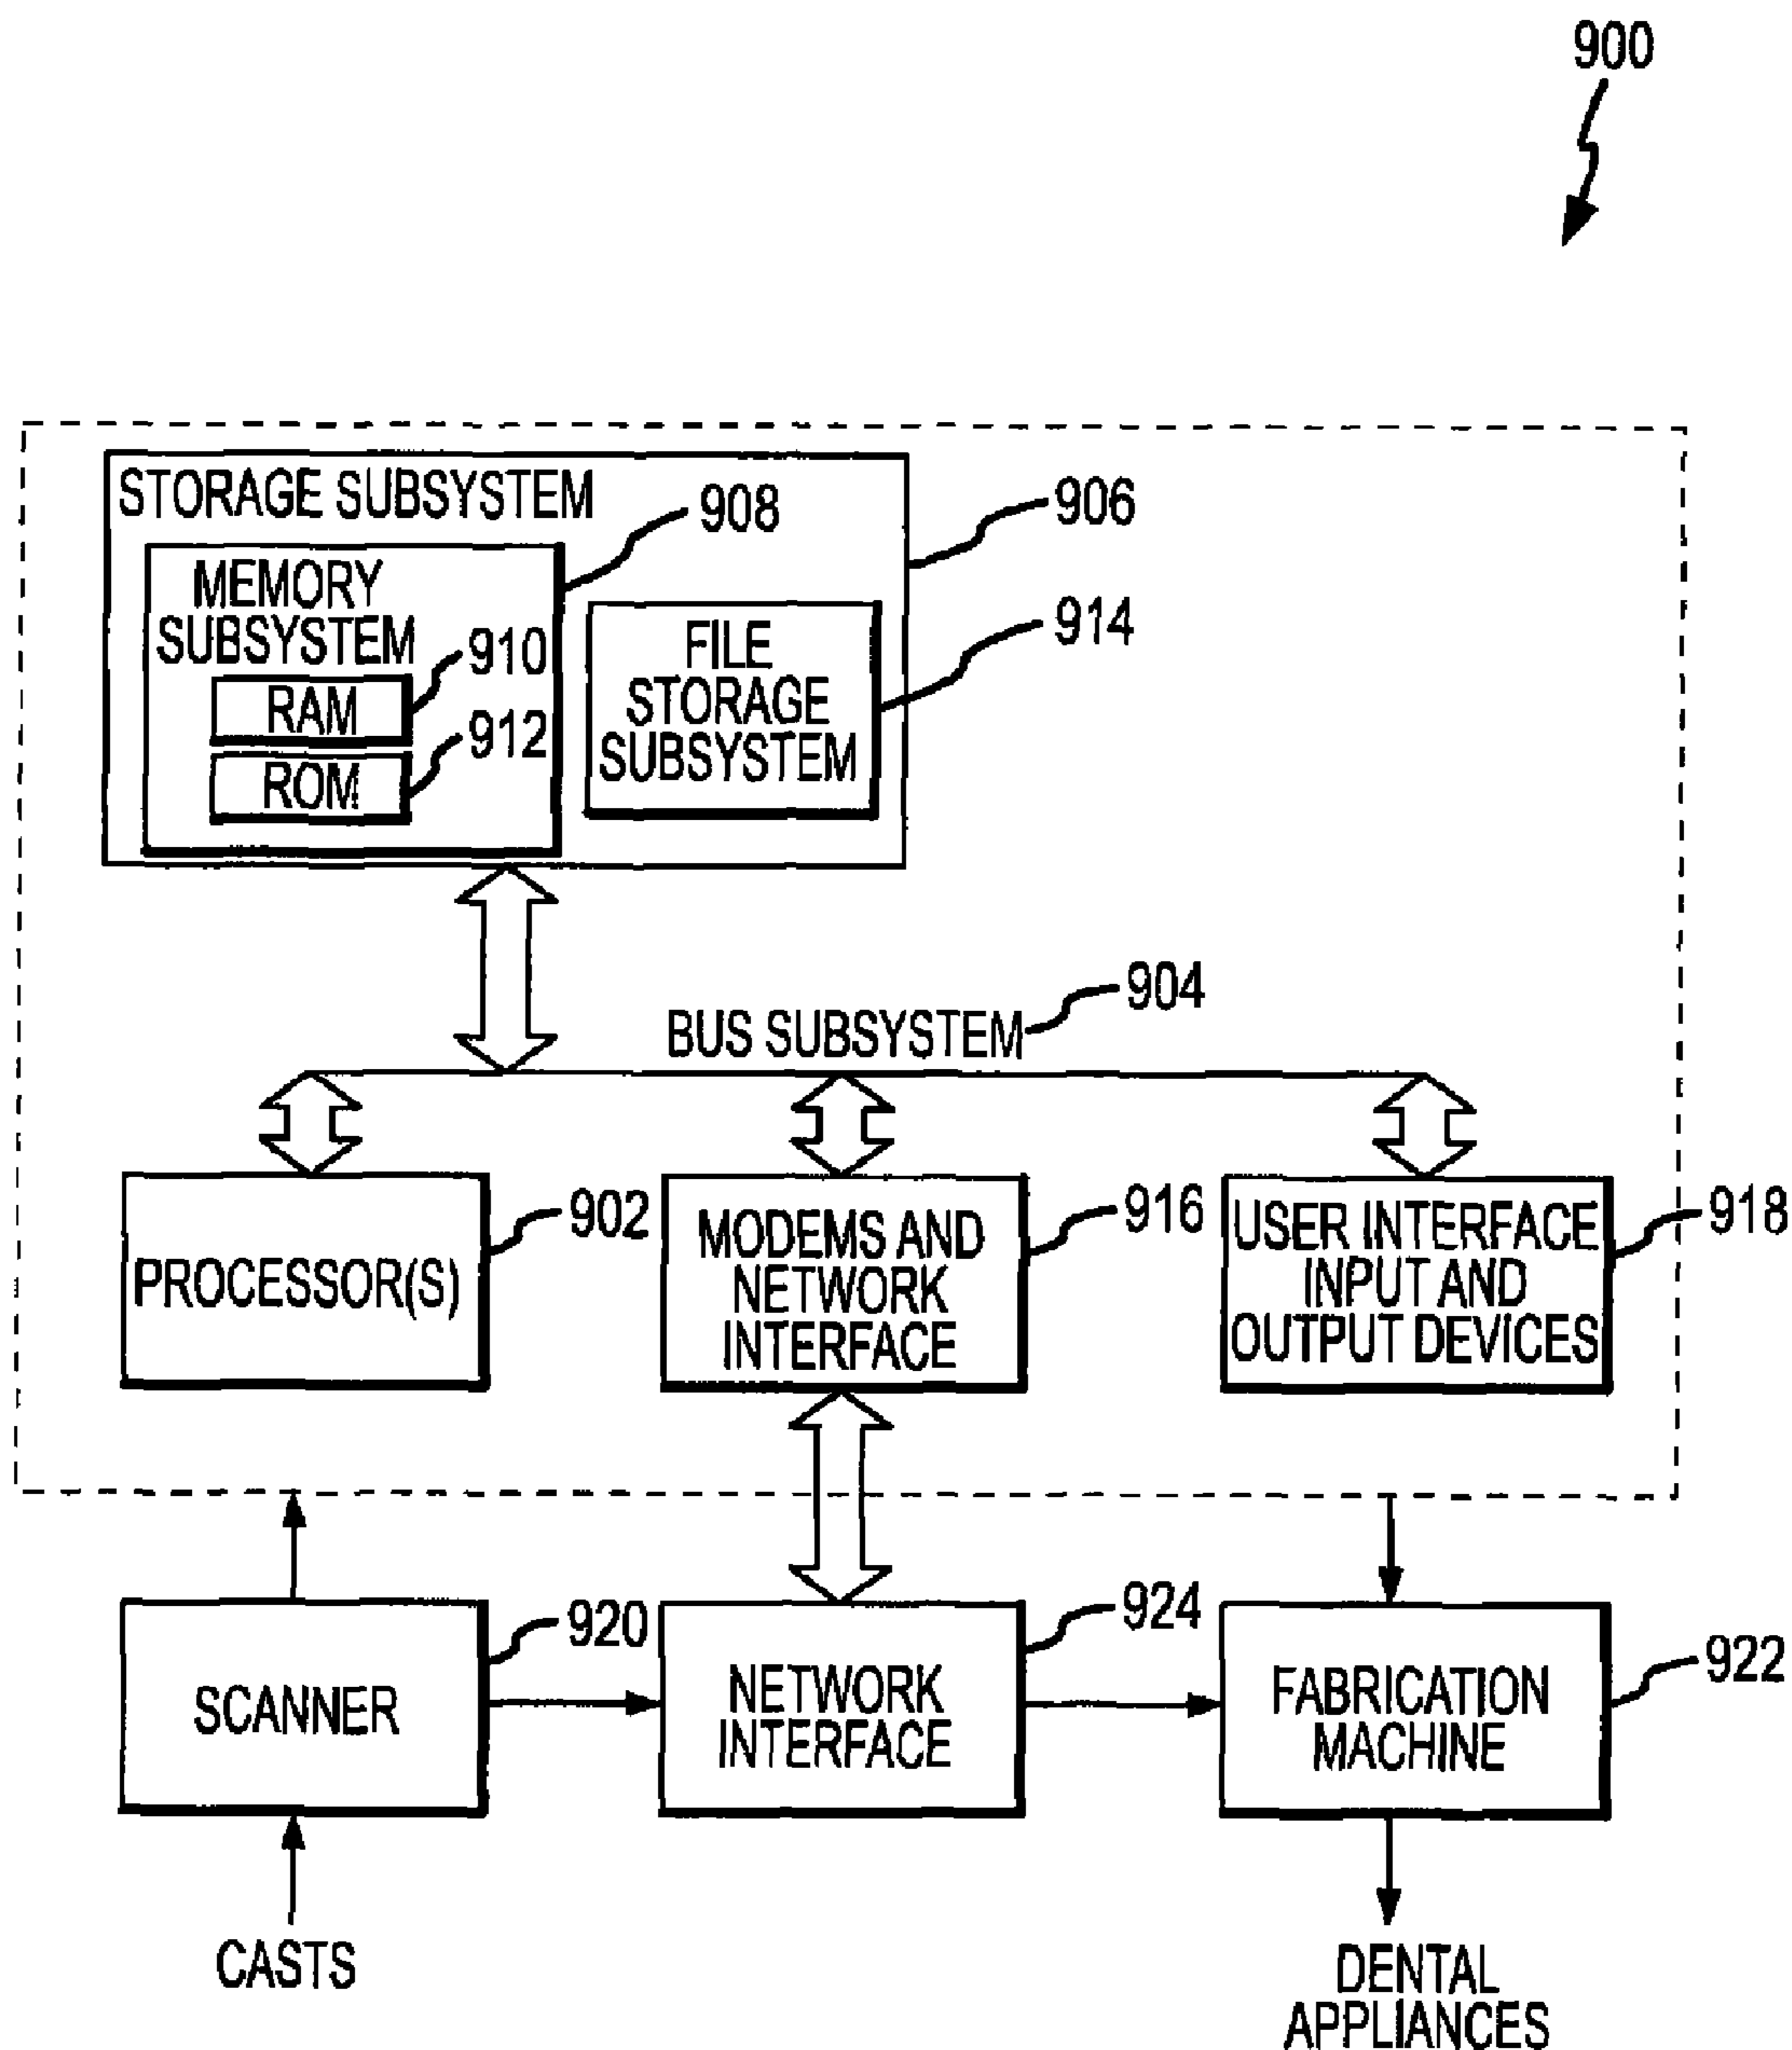 900
STORAGE SUBSYSTEM
908
906
MEMORY
SUBSYSTEM
910
RAM
912
ROM
FILE
STORAGE
SUBSYSTEM
914
BUS SUBSYSTEM
904
PROCESSOR(S)
902
MODEMS AND
NETWORK
INTERFACE
916
USER INTERFACE
INPUT AND
OUTPUT DEVICES
918
SCANNER
920
NETWORK
INTERFACE
924
FABRICATION
MACHINE
922
CASTS
DENTAL
APPLIANCES